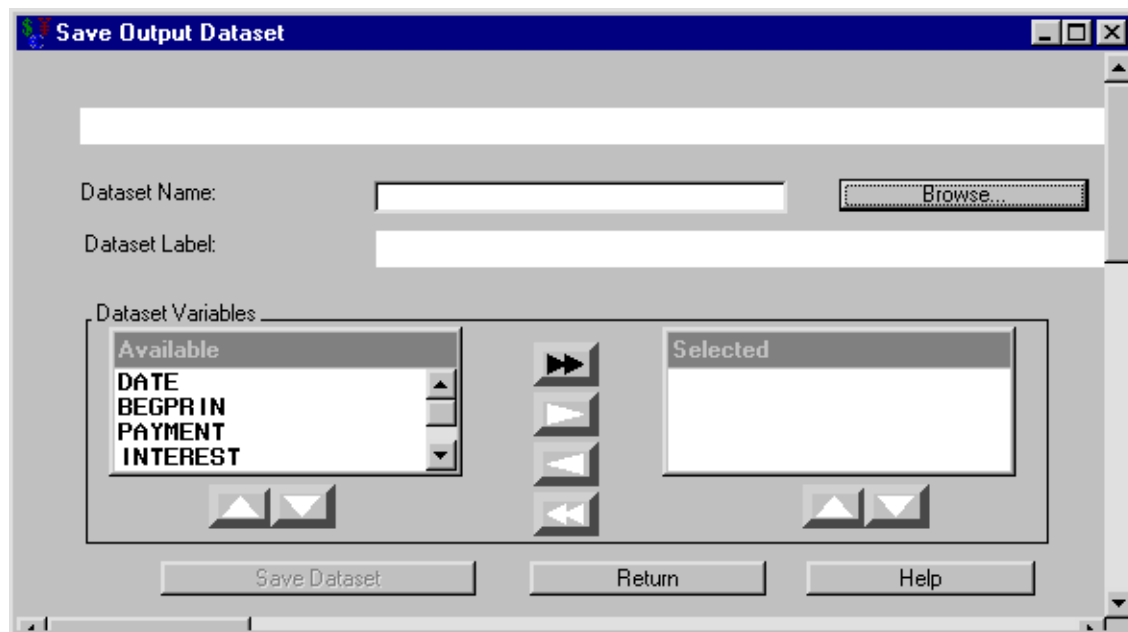 Save Output Dataset
Dataset Name:
Browse...
Dataset Label:
Dataset Variables
Available
DATE
BEGPRIN
PAYMENT
INTEREST
Selected
Save Dataset
Return
Help